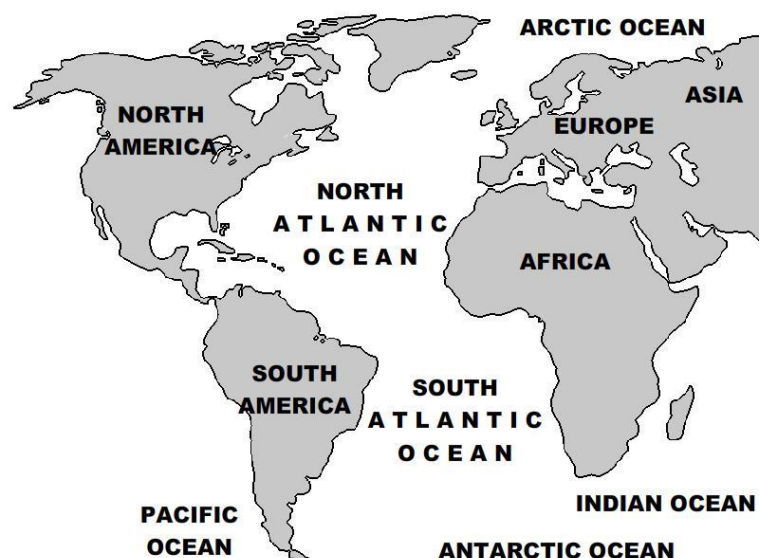 ARCTIC OCEAN
ASIA
NORTH
AMERICA
EUROPE
NORTH
ATLANTIC
OCEAN
AFRICA
SOUTH
AMERICA
SOUTH
ATLANTIC
OCEAN
INDIAN OCEAN
PACIFIC
OCEAN
ANTARCTIC OCEAN